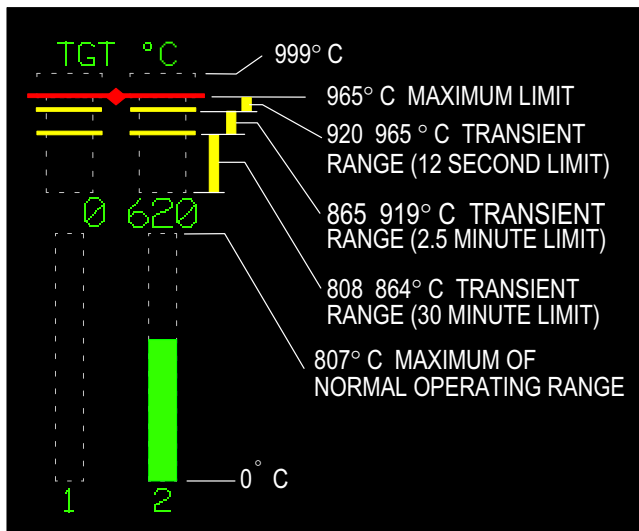 TGT °C
999° C
965° C MAXIMUM LIMIT
920 965 ° C TRANSIENT
RANGE (12 SECOND LIMIT)
0 620
865 919° C TRANSIENT
RANGE (2.5 MINUTE LIMIT)
808 864° C TRANSIENT
RANGE (30 MINUTE LIMIT)
807° C MAXIMUM OF
NORMAL OPERATING RANGE
0° C
1 2